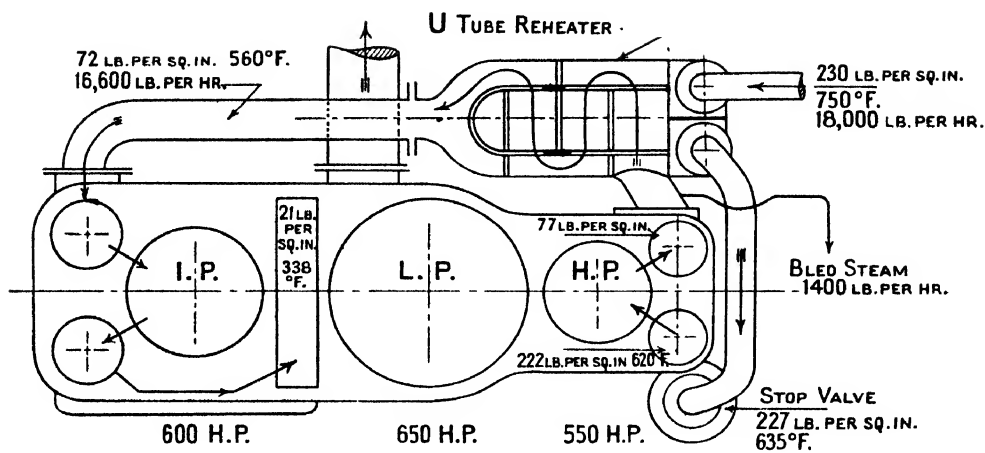 U TUBE REHEATER
72 LB. PER SQ. IN. 560°F.
16,600 LB. PER HR.
230 LB. PER SQ. IN.
750°F.
18,000 LB. PER HR.
21 LB.
PER
SQ. IN.
338
°F.
I. P.
L. P.
H. P.
77 LB. PER SQ. IN.
222 LB. PER SQ. IN 620°F.
BLED STEAM
1400 LB. PER HR.
STOP VALVE
227 LB. PER SQ. IN.
635°F.
600 H.P.
650 H.P.
550 H.P.